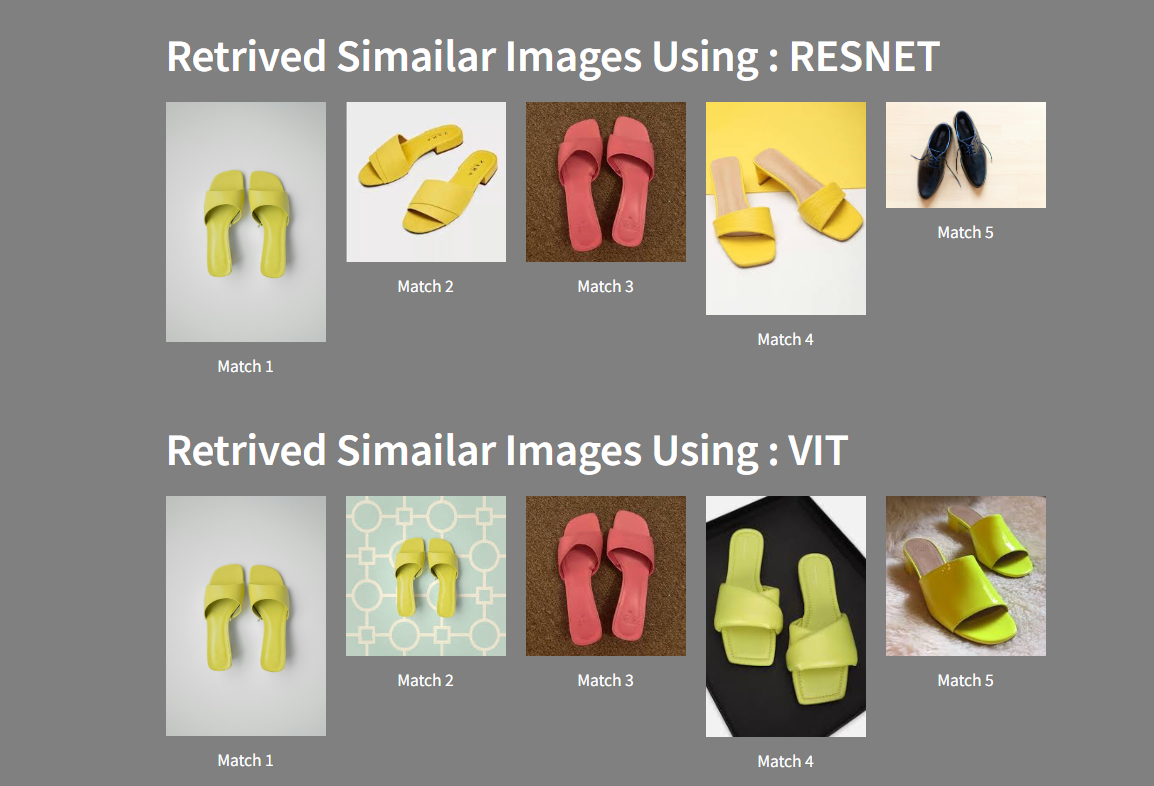 Retrived Simailar Images Using : RESNET
Match 1
Match 2
Match 3
Match 4
Match 5
Retrived Simailar Images Using : VIT
Match 1
Match 2
Match 3
Match 4
Match 5